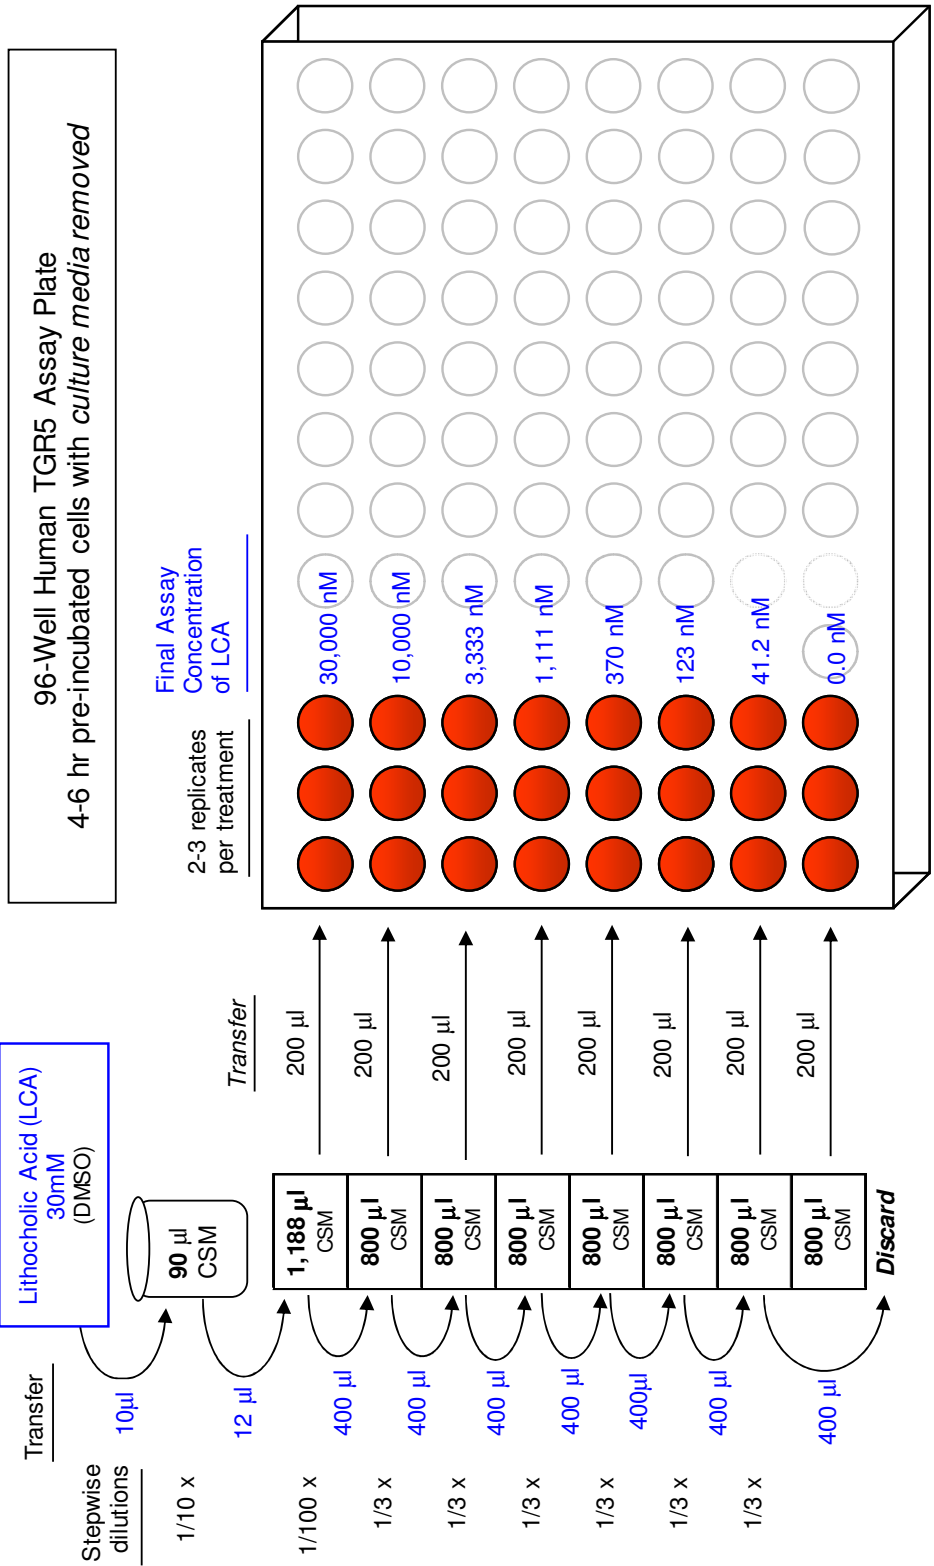 96-Well Human TGR5 Assay Plate
4-6 hr pre-incubated cells with culture media removed
Lithocholic Acid (LCA)
30mM
(DMSO)
Stepwise
dilutions
Transfer
Transfer
2-3 replicates
per treatment
Final Assay
Concentration
of LCA
1/10 x
10µl
90 µl
CSM
12 µl
1/100 x
1,188 µl
CSM
200 µl
30,000 nM
400 µl
1/3 x
800 µl
CSM
200 µl
10,000 nM
400 µl
1/3 x
800 µl
CSM
200 µl
3,333 nM
400 µl
1/3 x
800 µl
CSM
200 µl
1,111 nM
400 µl
1/3 x
800 µl
CSM
200 µl
370 nM
400µl
1/3 x
800 µl
CSM
200 µl
123 nM
400 µl
1/3 x
800 µl
CSM
200 µl
41.2 nM
400 µl
800 µl
CSM
200 µl
0.0 nM
Discard